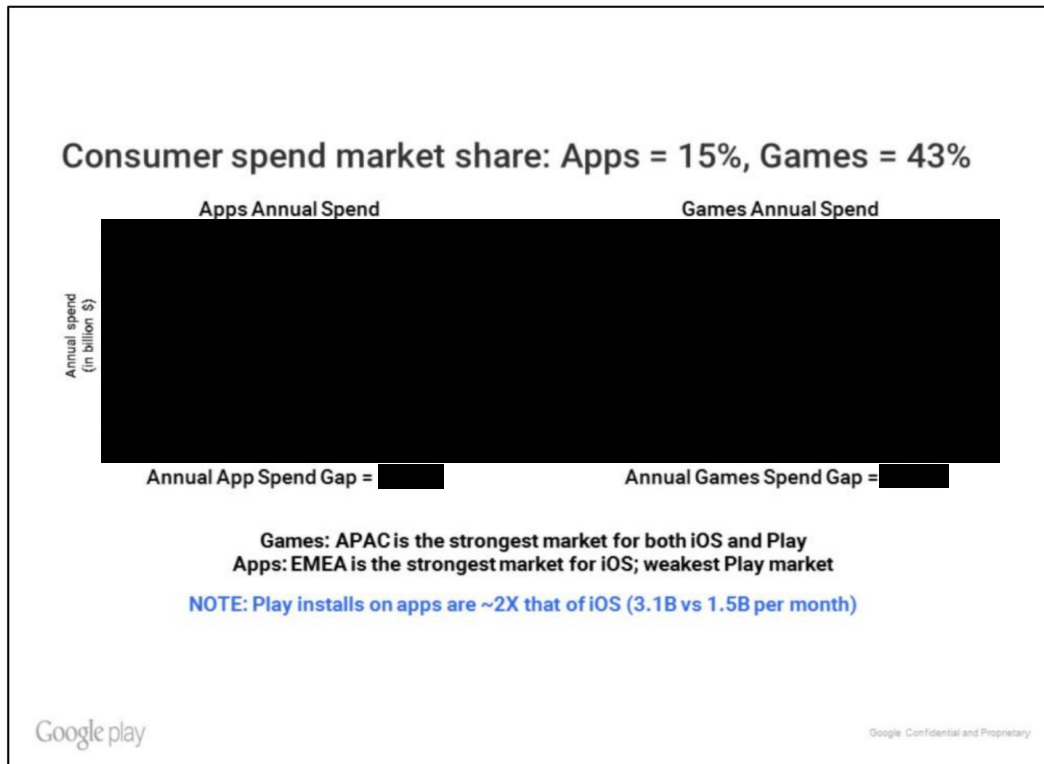 Consumer spend market share: Apps = 15%, Games = 43%
Apps Annual Spend
Games Annual Spend
Annual spend
(in billion $)
Annual App Spend Gap =
Annual Games Spend Gap =
Games: APAC is the strongest market for both iOS and Play
Apps: EMEA is the strongest market for iOS; weakest Play market
NOTE: Play installs on apps are ~2X that of iOS (3.1B vs 1.5B per month)
Google play
Google Confidential and Proprietary